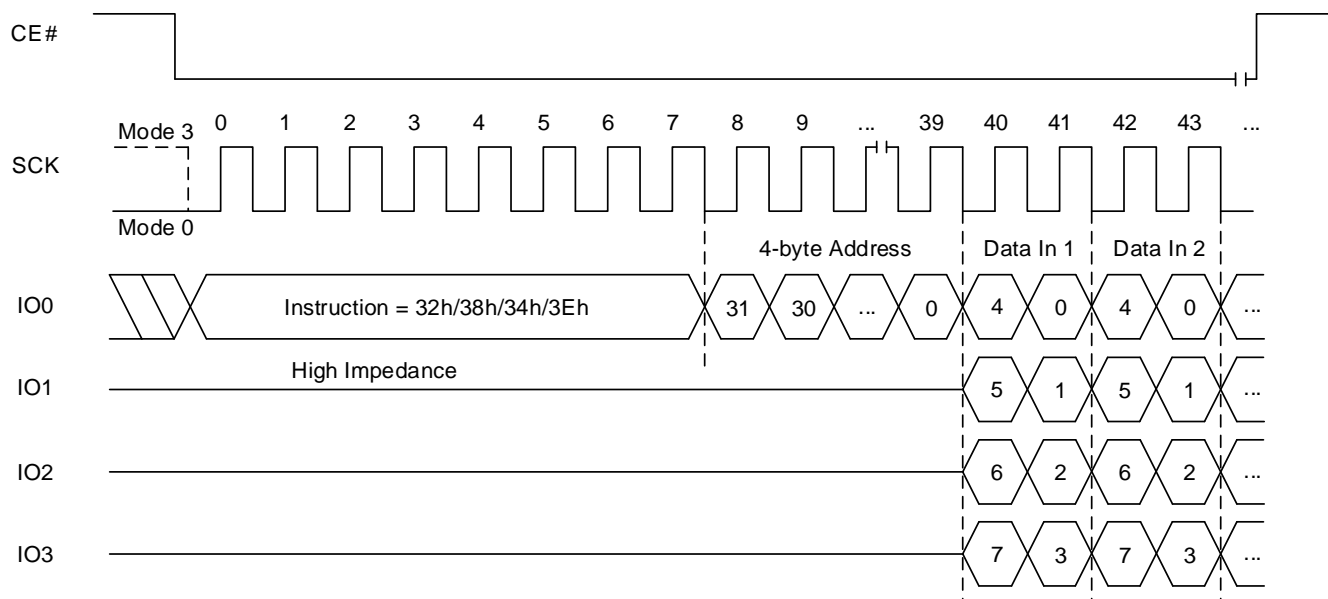 CE#
Mode 3 0 1 2 3 4 5 6 7 8 9 ... 39 40 41 42 43 ...
SCK
Mode 0
4-byte Address Data In 1 Data In 2
IO0 Instruction = 32h/38h/34h/3Eh 31 30 ... 0 4 0 4 0 ...
High Impedance
IO1 5 1 5 1 ...
IO2 6 2 6 2 ...
IO3 7 3 7 3 ...